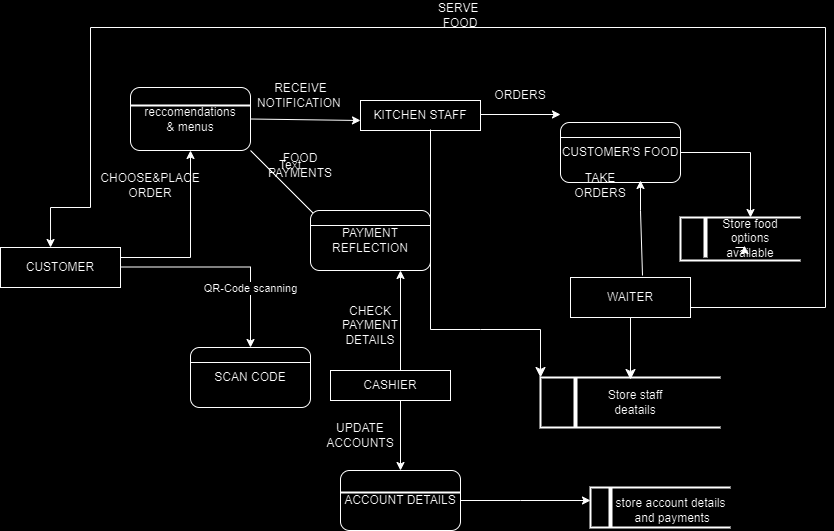 SERVE
FOOD
RECEIVE
NOTIFICATION
ORDERS
reccomendations
& menus
KITCHEN STAFF
CUSTOMER'S FOOD
FOOD
Text
PAYMENTS
CHOOSE&PLACE
ORDER
TAKE
ORDERS
PAYMENT
REFLECTION
Store food
options
available
CUSTOMER
QR-Code scanning
WAITER
CHECK
PAYMENT
DETAILS
SCAN CODE
CASHIER
Store staff
deatails
UPDATE
ACCOUNTS
ACCOUNT DETAILS
store account details
and payments